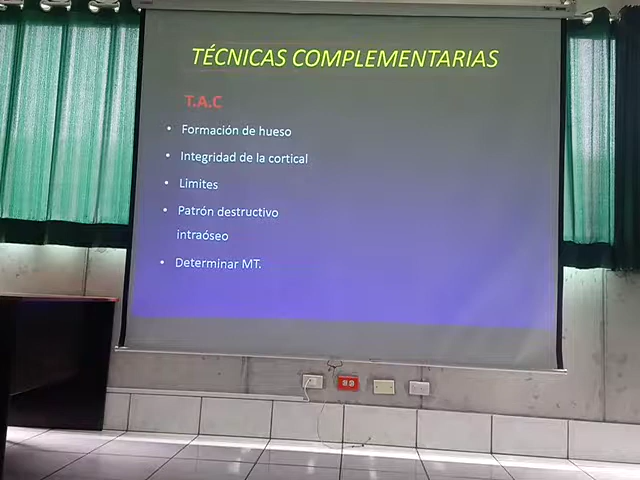 TÉCNICAS COMPLEMENTARIAS
T.A.C
• Formación de hueso
• Integridad de la cortical
• Limites
• Patrón destructivo
intraóseo
• Determinar MT.